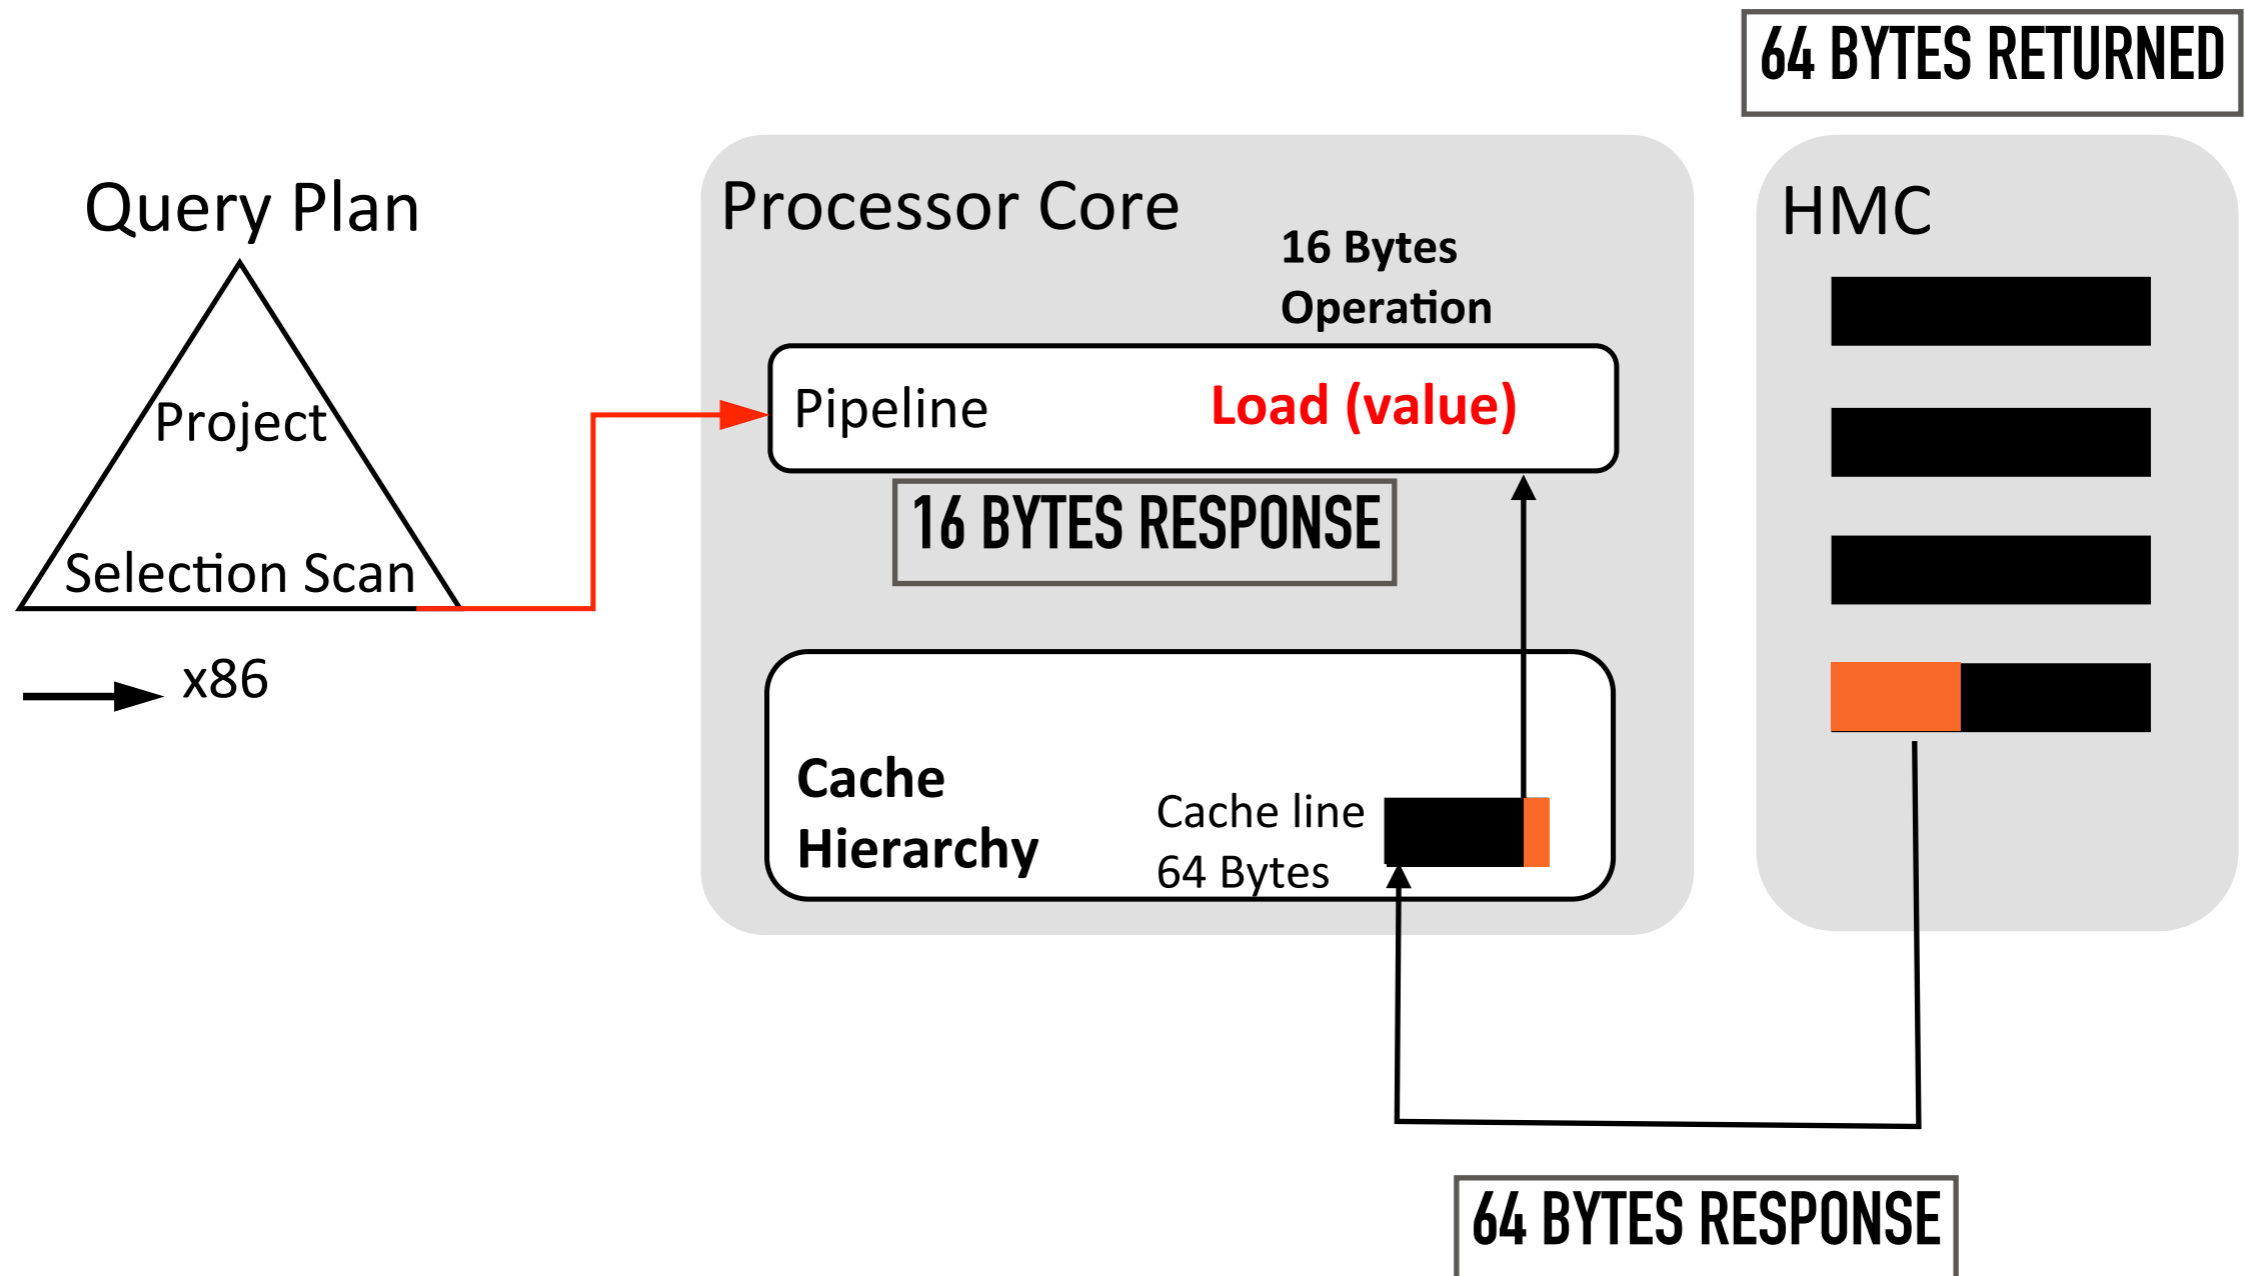 64 BYTES RETURNED
Query Plan
Project
Selection Scan
x86
Processor Core
16 Bytes
Operation
Pipeline
Load (value)
16 BYTES RESPONSE
Cache
Hierarchy
Cache line
64 Bytes
HMC
64 BYTES RESPONSE